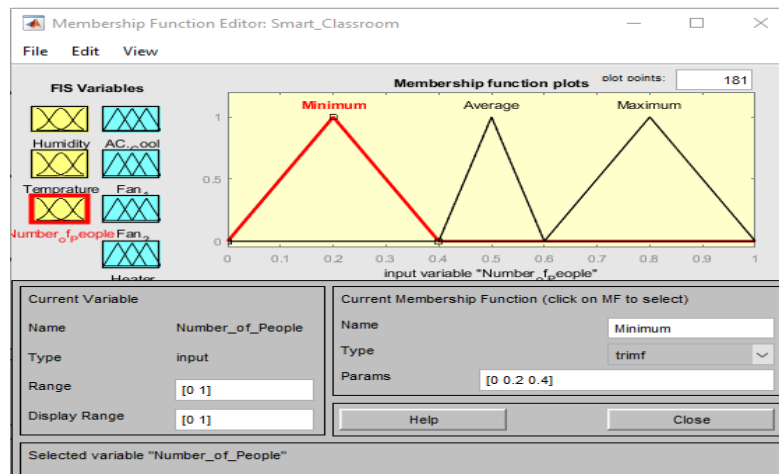 Membership Function Editor: Smart_Classroom
File Edit View
FIS Variables
Membership function plots plot points: 181
Minimum Average Maximum
Humidity
Temprature
Number_of_People
Fan_1
Fan_2
Heater
1
0.5
0
0 0.1 0.2 0.3 0.4 0.5 0.6 0.7 0.8 0.9 1
input variable "Number_of_People"
Current Variable
Name Number_of_People
Type input
Range [0 1]
Display Range [0 1]
Current Membership Function (click on MF to select)
Name Minimum
Type trimf
Params [0 0.2 0.4]
Help Close
Selected variable "Number_of_People"